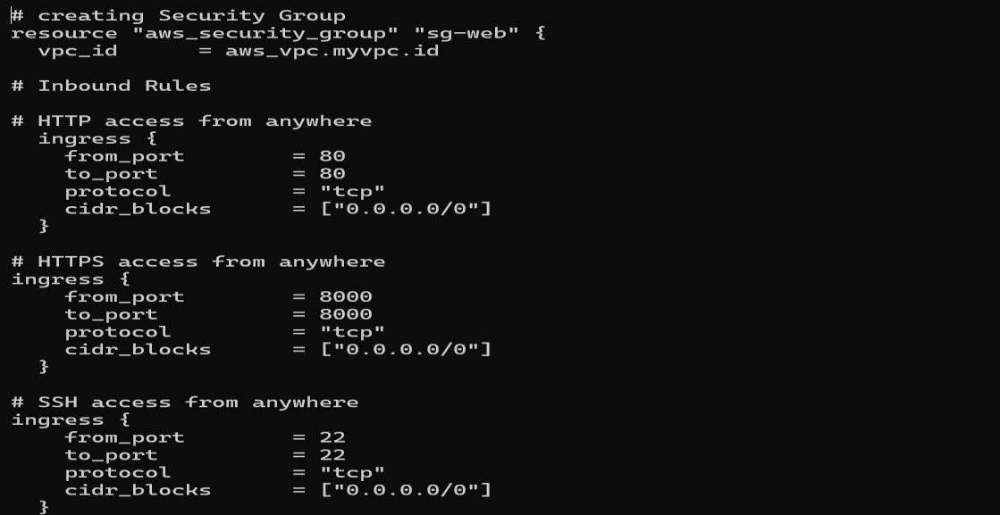 # creating Security Group
resource "aws_security_group" "sg-web" {
   vpc_id      = aws_vpc.myvpc.id
# Inbound Rules
# HTTP access from anywhere
  ingress {
    from_port        = 80
    to_port          = 80
    protocol         = "tcp"
    cidr_blocks      = ["0.0.0.0/0"]
  }
# HTTPS access from anywhere
ingress {
    from_port        = 8000
    to_port          = 8000
    protocol         = "tcp"
    cidr_blocks      = ["0.0.0.0/0"]
  }
# SSH access from anywhere
ingress {
    from_port        = 22
    to_port          = 22
    protocol         = "tcp"
    cidr_blocks      = ["0.0.0.0/0"]
  }